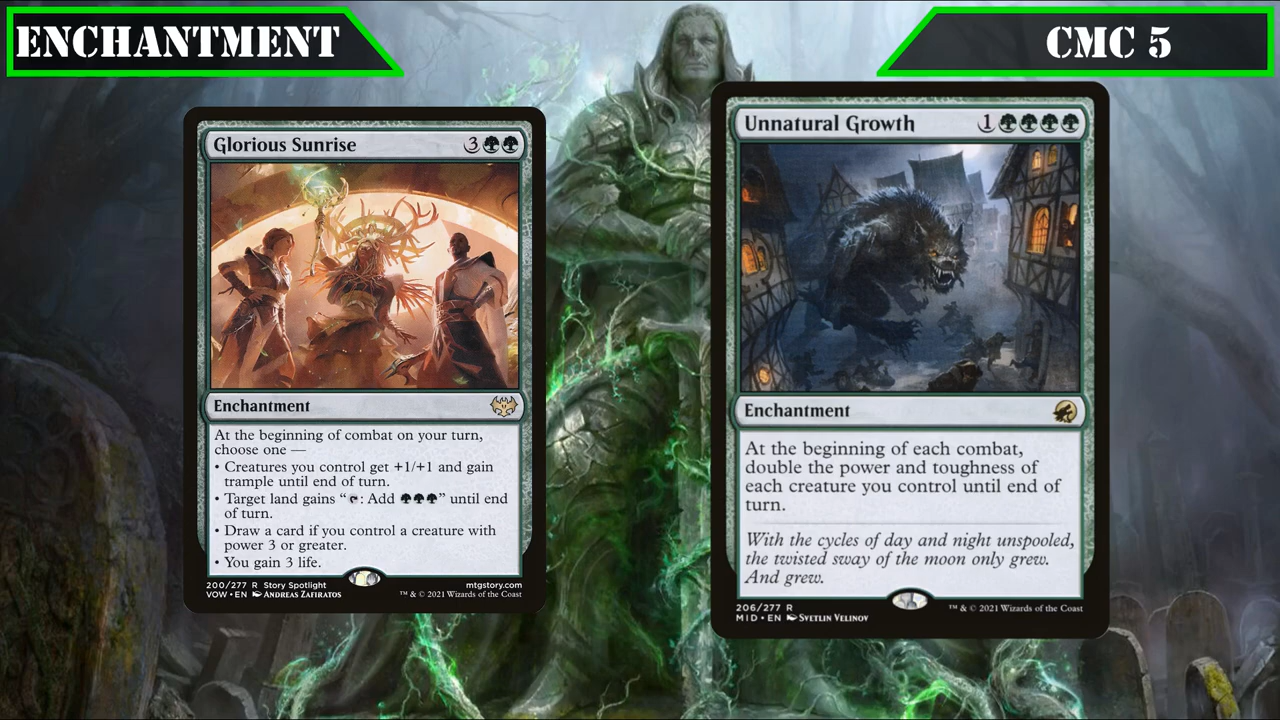 ENCHANTMENT
CMC 5
Glorious Sunrise 3
Enchantment
At the beginning of combat on your turn,
choose one —
• Creatures you control get +1/+1 and gain
trample until end of turn.
• Target land gains “: Add ” until end
of turn.
• Draw a card if you control a creature with
power 3 or greater.
• You gain 3 life.
200/277 R Story Spotlight
mtgstory.com
VOW • EN ANDREAS ZAFIRATOS
™ & © 2021 Wizards of the Coast
Unnatural Growth 1
Enchantment
At the beginning of each combat,
double the power and toughness of
each creature you control until end of
turn.
With the cycles of day and night unspooled,
the twisted sway of the moon only grew.
And grew.
206/277 R
™ & © 2021 Wizards of the Coast
MID • EN SVETLIN VELINOV